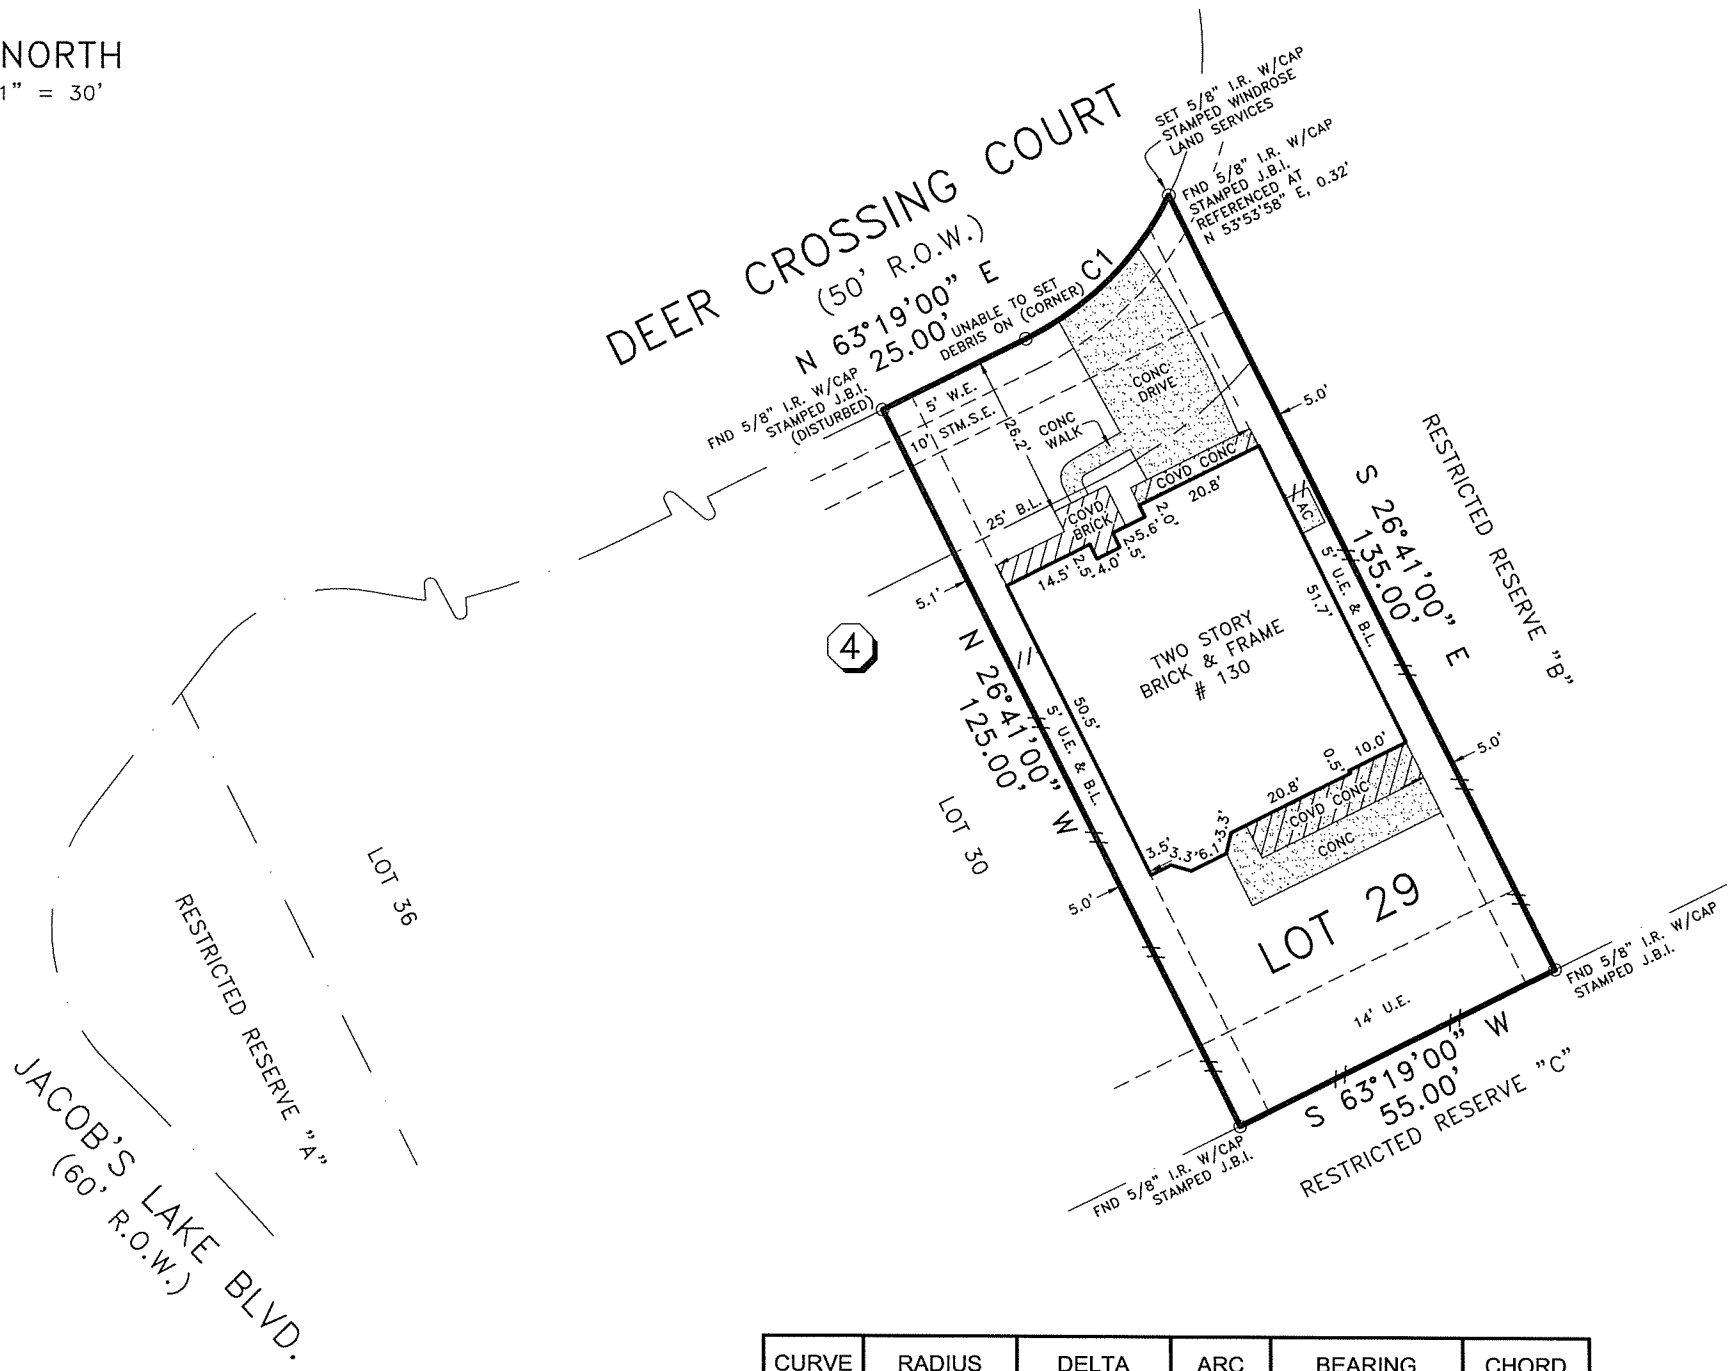 NORTH
1" = 30'
DEER CROSSING COURT
(50' R.O.W.)
N 63°19'00" E
25.00'
SET 5/8" I.R. W/CAP
STAMPED WINDROSE
LAND SERVICES
FND 5/8" I.R. W/CAP
STAMPED J.B.I.
REFERENCED AT
N 53°53'58" E, 0.32'
UNABLE TO SET
DEBRIS ON (CORNER)
C1
FND 5/8" I.R. W/CAP
STAMPED J.B.I.
(DISTURBED)
5' W.E.
10' STM.S.E.
26.2'
CONC
WALK
CONC
DRIVE
5.0'
25' B.L.
COVD
BRICK
COVD CONC
20.8'
2.0'
5.6'
2.5'
4.0'
2.5'
14.5'
AC
5.1'
4
RESTRICTED RESERVE "B"
S 26°41'00" E
135.00'
5' U.E. & B.L.
51.7'
TWO STORY
BRICK & FRAME
# 130
N 26°41'00" W
125.00'
50.5'
5' U.E. & B.L.
LOT 30
5.0'
10.0'
0.5'
20.8'
COVD CONC
CONC
3.5'
3.3'
6.1'
3.3'
5.0'
LOT 29
14' U.E.
FND 5/8" I.R. W/CAP
STAMPED J.B.I.
S 63°19'00" W
55.00'
RESTRICTED RESERVE "C"
FND 5/8" I.R. W/CAP
STAMPED J.B.I.
LOT 36
RESTRICTED RESERVE "A"
JACOB'S LAKE BLVD.
(60' R.O.W.)
CURVE RADIUS DELTA ARC BEARING CHORD